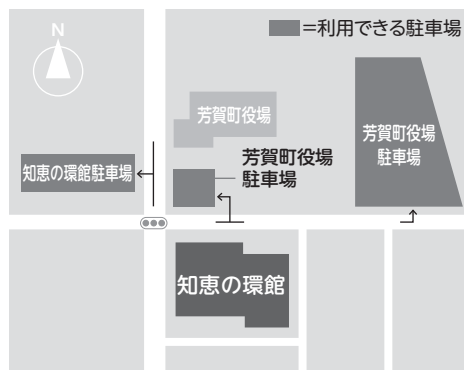 N
=利用できる駐車場
芳賀町役場
芳賀町役場
駐車場
芳賀町役場
駐車場
知恵の環館駐車場
知恵の環館